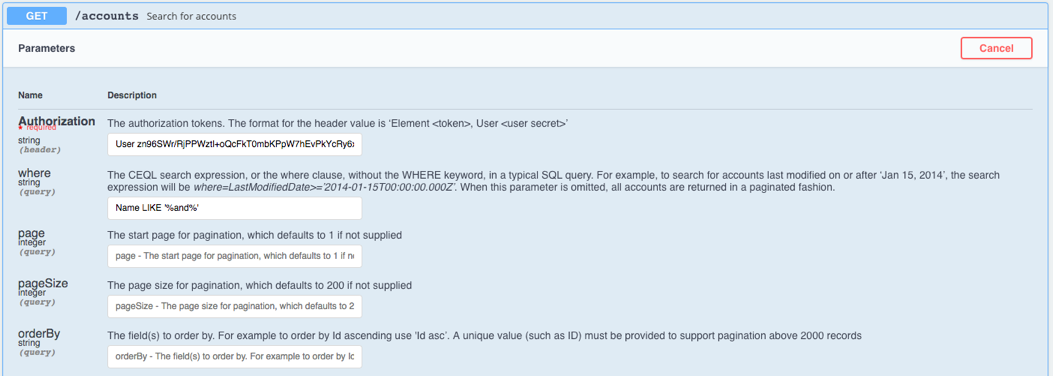 GET /accounts Search for accounts
Parameters Cancel
Name Description
Authorization The authorization tokens. The format for the header value is ‘Element <token>, User <user secret>’
* required
string User zn96SWr/RjPPWztI+oQcFkT0mbKPpW7hEvPkYcRy6x
(header)
where The CEQL search expression, or the where clause, without the WHERE keyword, in a typical SQL query. For example, to search for accounts last modified on or after ‘Jan 15, 2014’, the search
string expression will be where=LastModifiedDate>=‘2014-01-15T00:00:00.000Z’. When this parameter is omitted, all accounts are returned in a paginated fashion.
(query)
Name LIKE '%and%'
page The start page for pagination, which defaults to 1 if not supplied
integer
(query) page - The start page for pagination, which defaults to 1 if n
pageSize The page size for pagination, which defaults to 200 if not supplied
integer
(query) pageSize - The page size for pagination, which defaults to 2
orderBy The field(s) to order by. For example to order by Id ascending use ‘Id asc’. A unique value (such as ID) must be provided to support pagination above 2000 records
string
(query) orderBy - The field(s) to order by. For example to order by Id